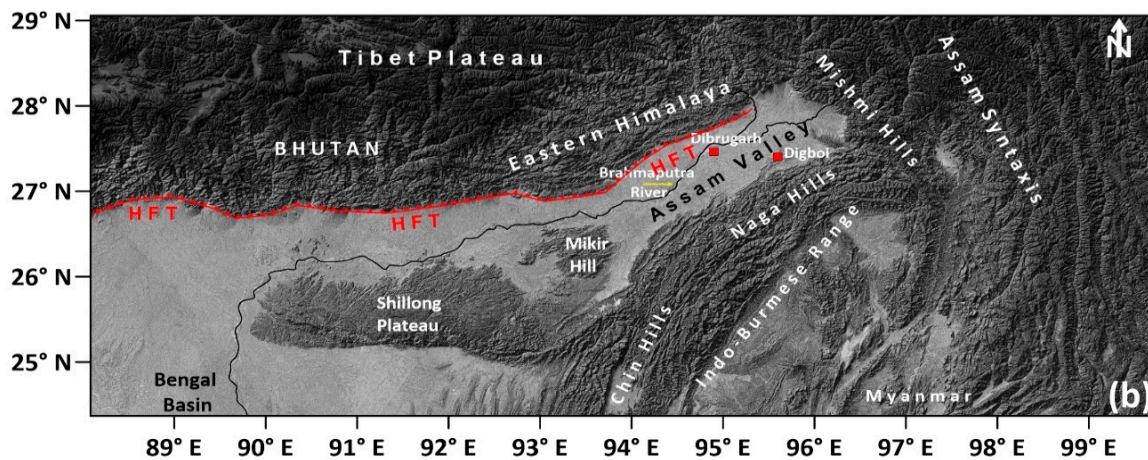 29° N
28° N
27° N
26° N
25° N
Tibet Plateau
N
Mishmi Hills
Assam Syntaxis
BHUTAN
Eastern Himalaya
HFT
HFT
HFT
Dibrugarh
Digboi
Assam Valley
Brahmaputra
River
Naga Hills
Mikir
Hill
Shillong
Plateau
Indo-Burmese Range
Chin Hills
Bengal
Basin
Myanmar
(b)
89° E 90° E 91° E 92° E 93° E 94° E 95° E 96° E 97° E 98° E 99° E